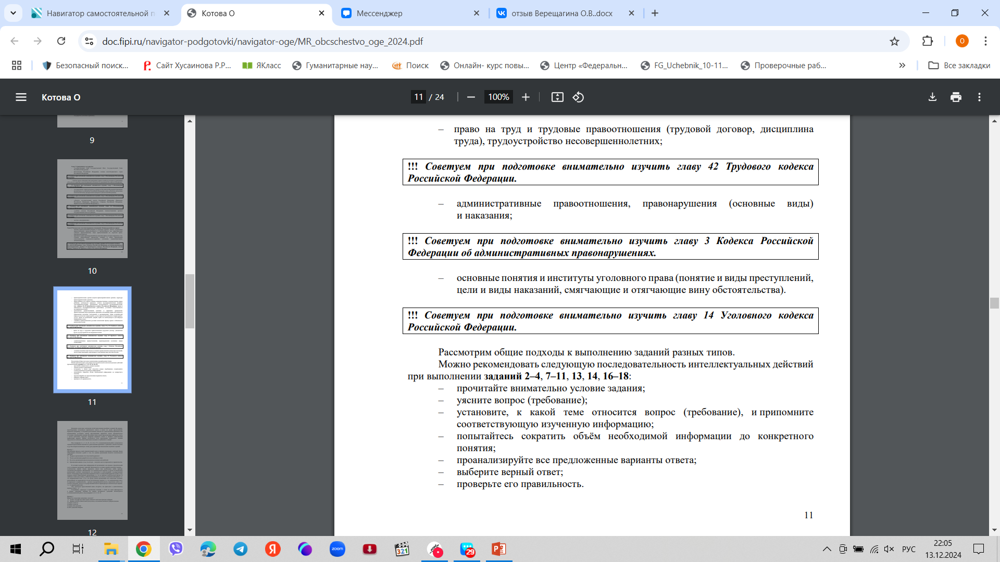 Навигатор самостоятельной п
Котова О
Мессенджер
отзыв Верещагина О.В..docx
doc.fipi.ru/navigator-podgotovki/navigator-oge/MR_obcschestvo_oge_2024.pdf
О
Безопасный поиск...
Сайт Хусаинова Р.Р...
ЯКласс
Гуманитарные нау...
Поиск
Онлайн- курс повы...
Центр «Федеральн...
FG_Uchebnik_10-11...
Проверочные раб...
Все закладки
Котова О
11 / 24
100%
9
10
11
12
– право на труд и трудовые правоотношения (трудовой договор, дисциплина
труда), трудоустройство несовершеннолетних;
!!! Советуем при подготовке внимательно изучить главу 42 Трудового кодекса
Российской Федерации.
– административные правоотношения, правонарушения (основные виды)
и наказания;
!!! Советуем при подготовке внимательно изучить главу 3 Кодекса Российской
Федерации об административных правонарушениях.
– основные понятия и институты уголовного права (понятие и виды преступлений,
цели и виды наказаний, смягчающие и отягчающие вину обстоятельства).
!!! Советуем при подготовке внимательно изучить главу 14 Уголовного кодекса
Российской Федерации.
Рассмотрим общие подходы к выполнению заданий разных типов.
Можно рекомендовать следующую последовательность интеллектуальных действий
при выполнении заданий 2–4, 7–11, 13, 14, 16–18:
– прочитайте внимательно условие задания;
– уясните вопрос (требование);
– установите, к какой теме относится вопрос (требование), и припомните
соответствующую изученную информацию;
– попытайтесь сократить объём необходимой информации до конкретного
понятия;
– проанализируйте все предложенные варианты ответа;
– выберите верный ответ;
– проверьте его правильность.
11
zoom
321
29
РУС
22:05
13.12.2024